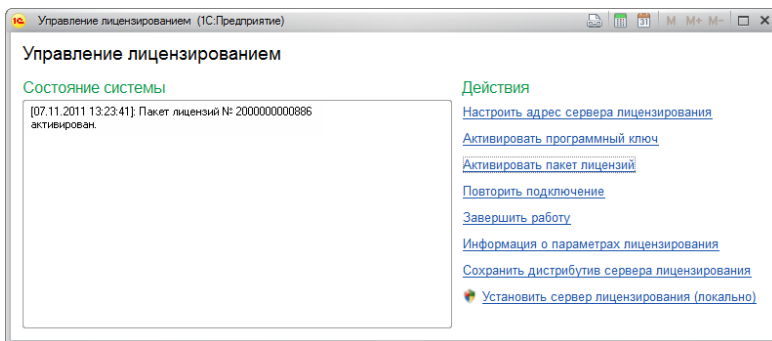 1С Управление лицензированием (1С:Предприятие) 31 M M+ M-
Управление лицензированием
Состояние системы
[07.11.2011 13:23:41]: Пакет лицензий № 2000000000886
активирован.
Действия
Настроить адрес сервера лицензирования
Активировать программный ключ
Активировать пакет лицензий
Повторить подключение
Завершить работу
Информация о параметрах лицензирования
Сохранить дистрибутив сервера лицензирования
Установить сервер лицензирования (локально)